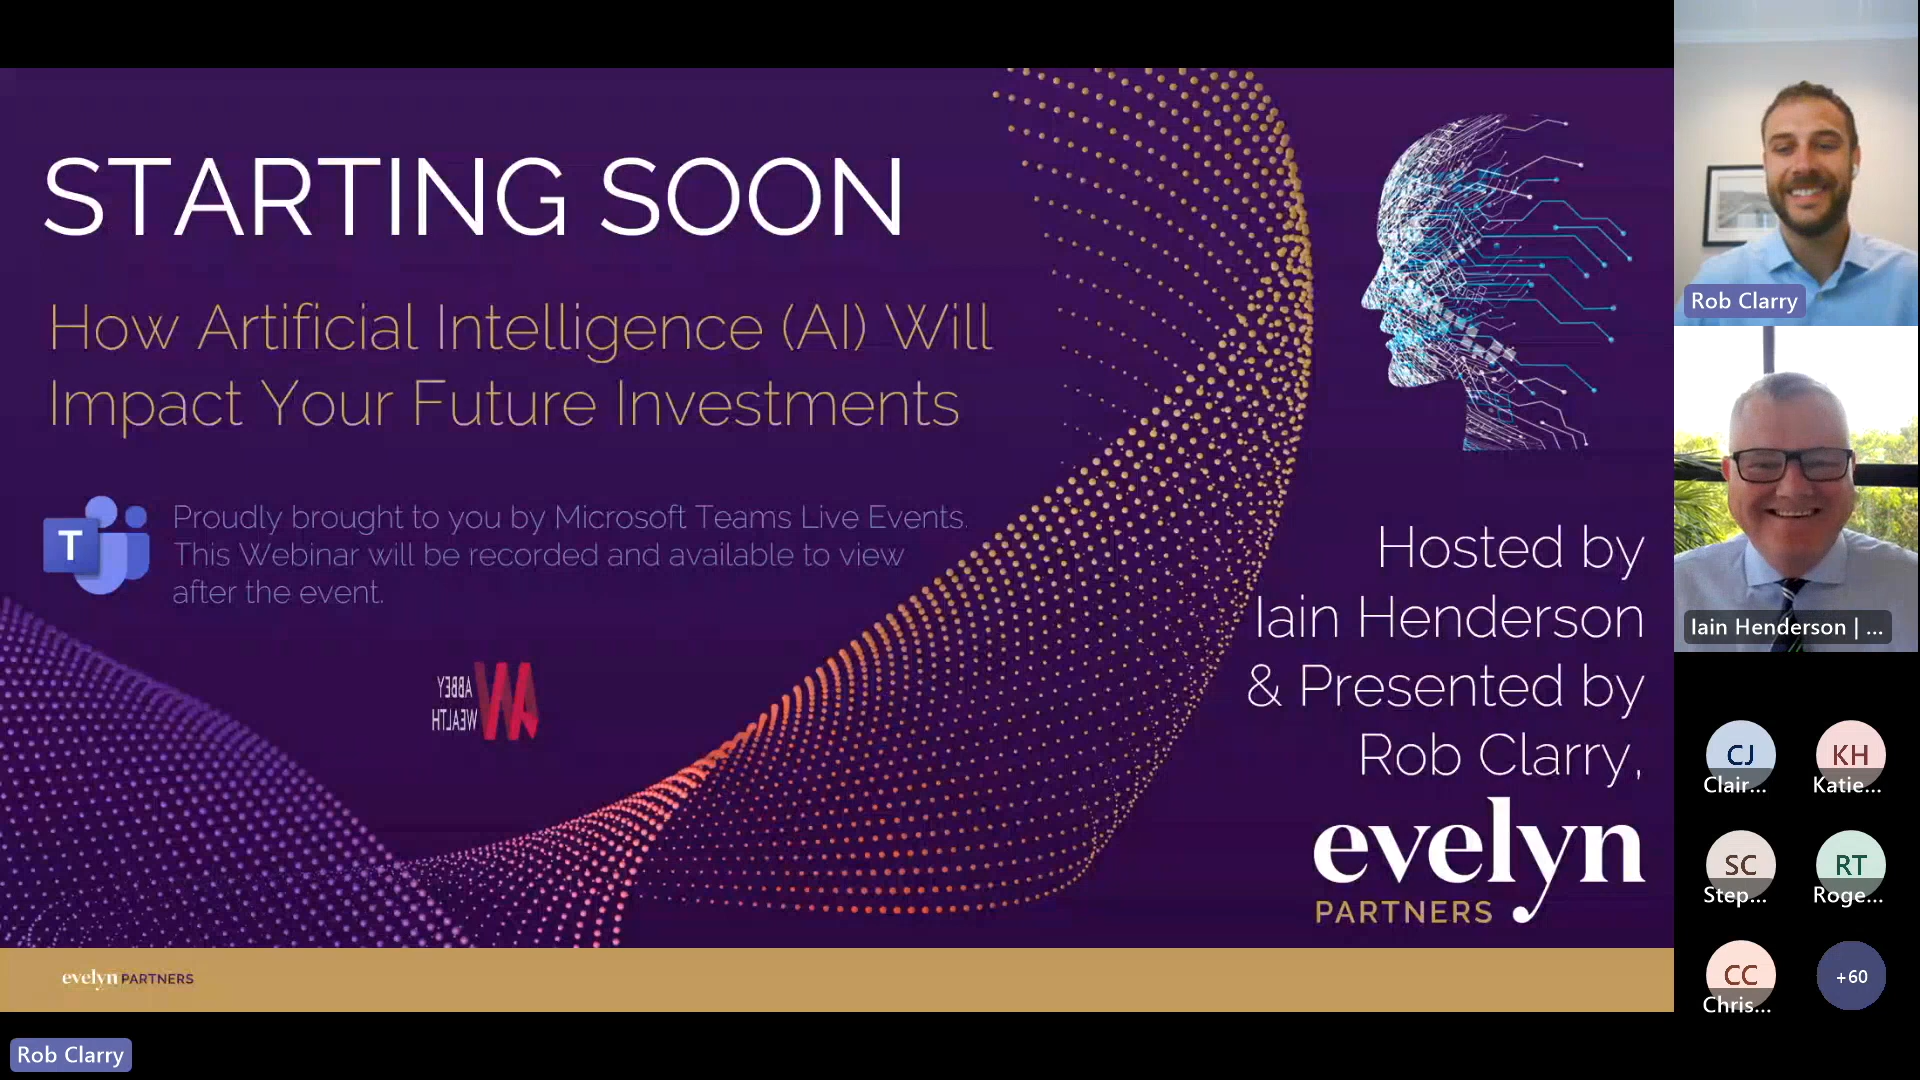 STARTING SOON
How Artificial Intelligence (AI) Will
Impact Your Future Investments
T
Proudly brought to you by Microsoft Teams Live Events.
This Webinar will be recorded and available to view
after the event.
ABBEY
WEALTH
Hosted by
Iain Henderson
& Presented by
Rob Clarry,
evelyn
PARTNERS
evelyn PARTNERS
Rob Clarry
Rob Clarry
Iain Henderson | ...
CJ
Clair...
KH
Katie...
SC
Step...
RT
Roge...
CC
Chris...
+60